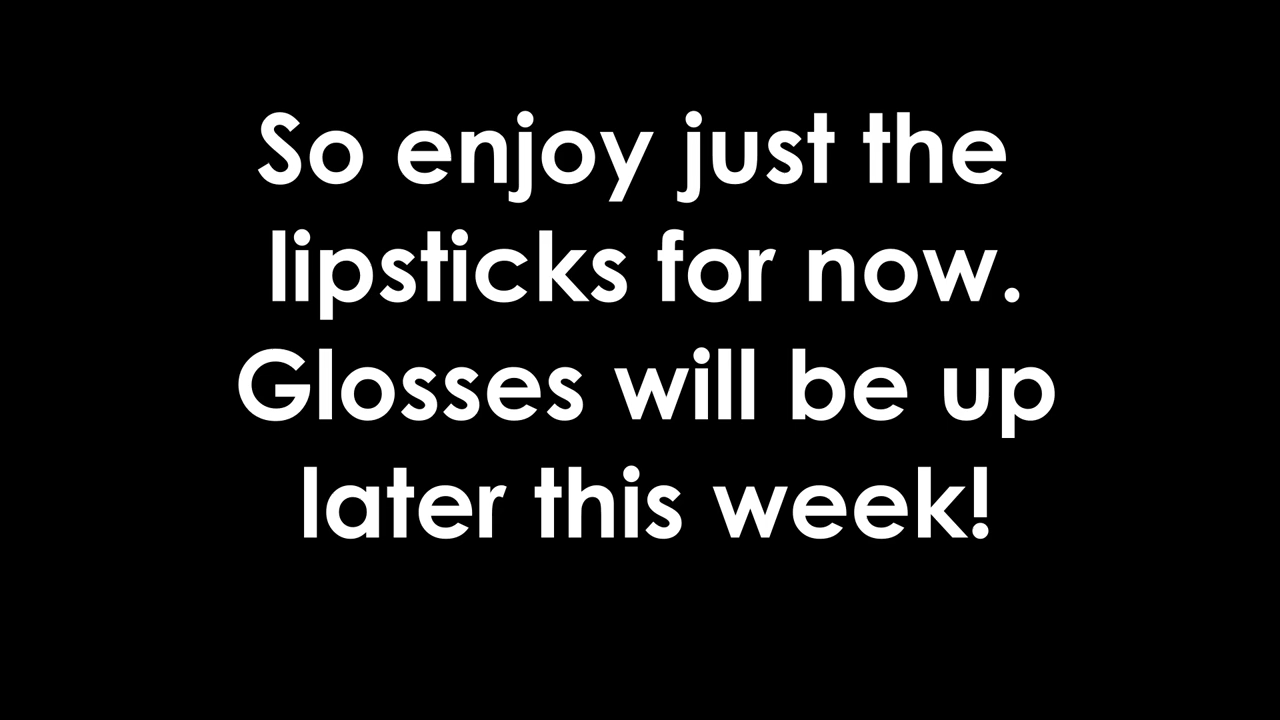 So enjoy just the
lipsticks for now.
Glosses will be up
later this week!